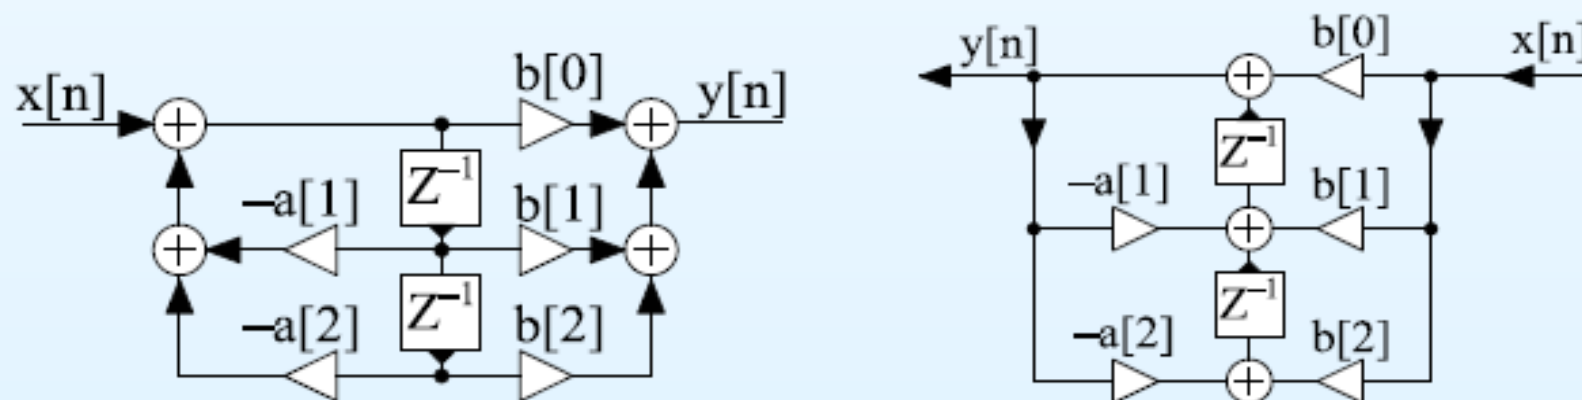 x[n]
b[0]
y[n]
Z⁻¹
–a[1]
b[1]
Z⁻¹
–a[2]
b[2]
y[n]
b[0]
x[n]
Z⁻¹
–a[1]
b[1]
Z⁻¹
–a[2]
b[2]